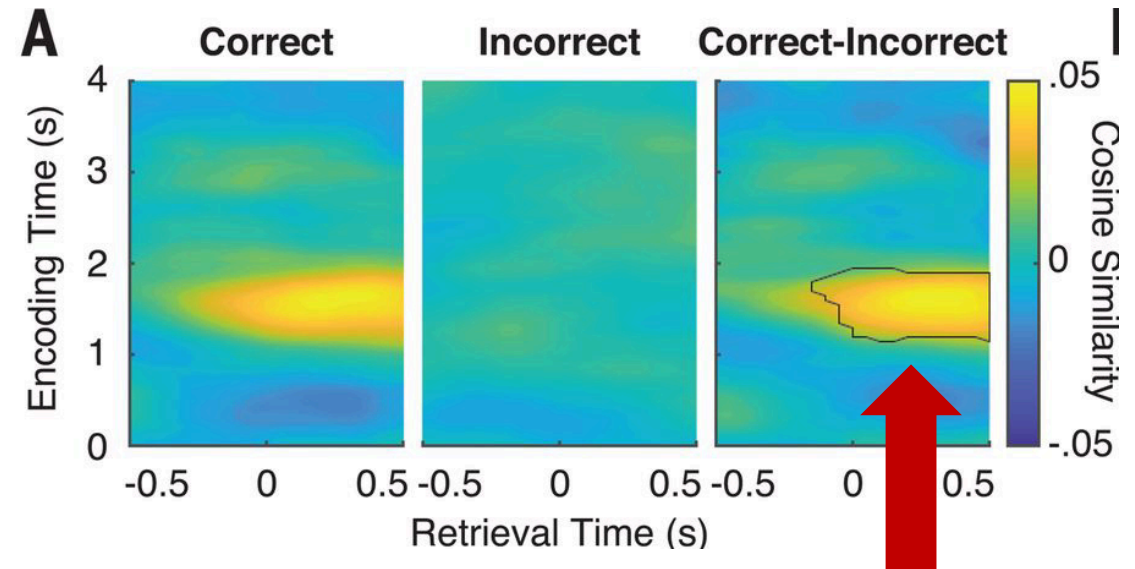 A
Correct
Incorrect
Correct-Incorrect
Encoding Time (s)
4
3
2
1
0
-0.5 0 0.5
-0.5 0 0.5
-0.5 0 0.5
Retrieval Time (s)
.05
0
-.05
Cosine Similarity